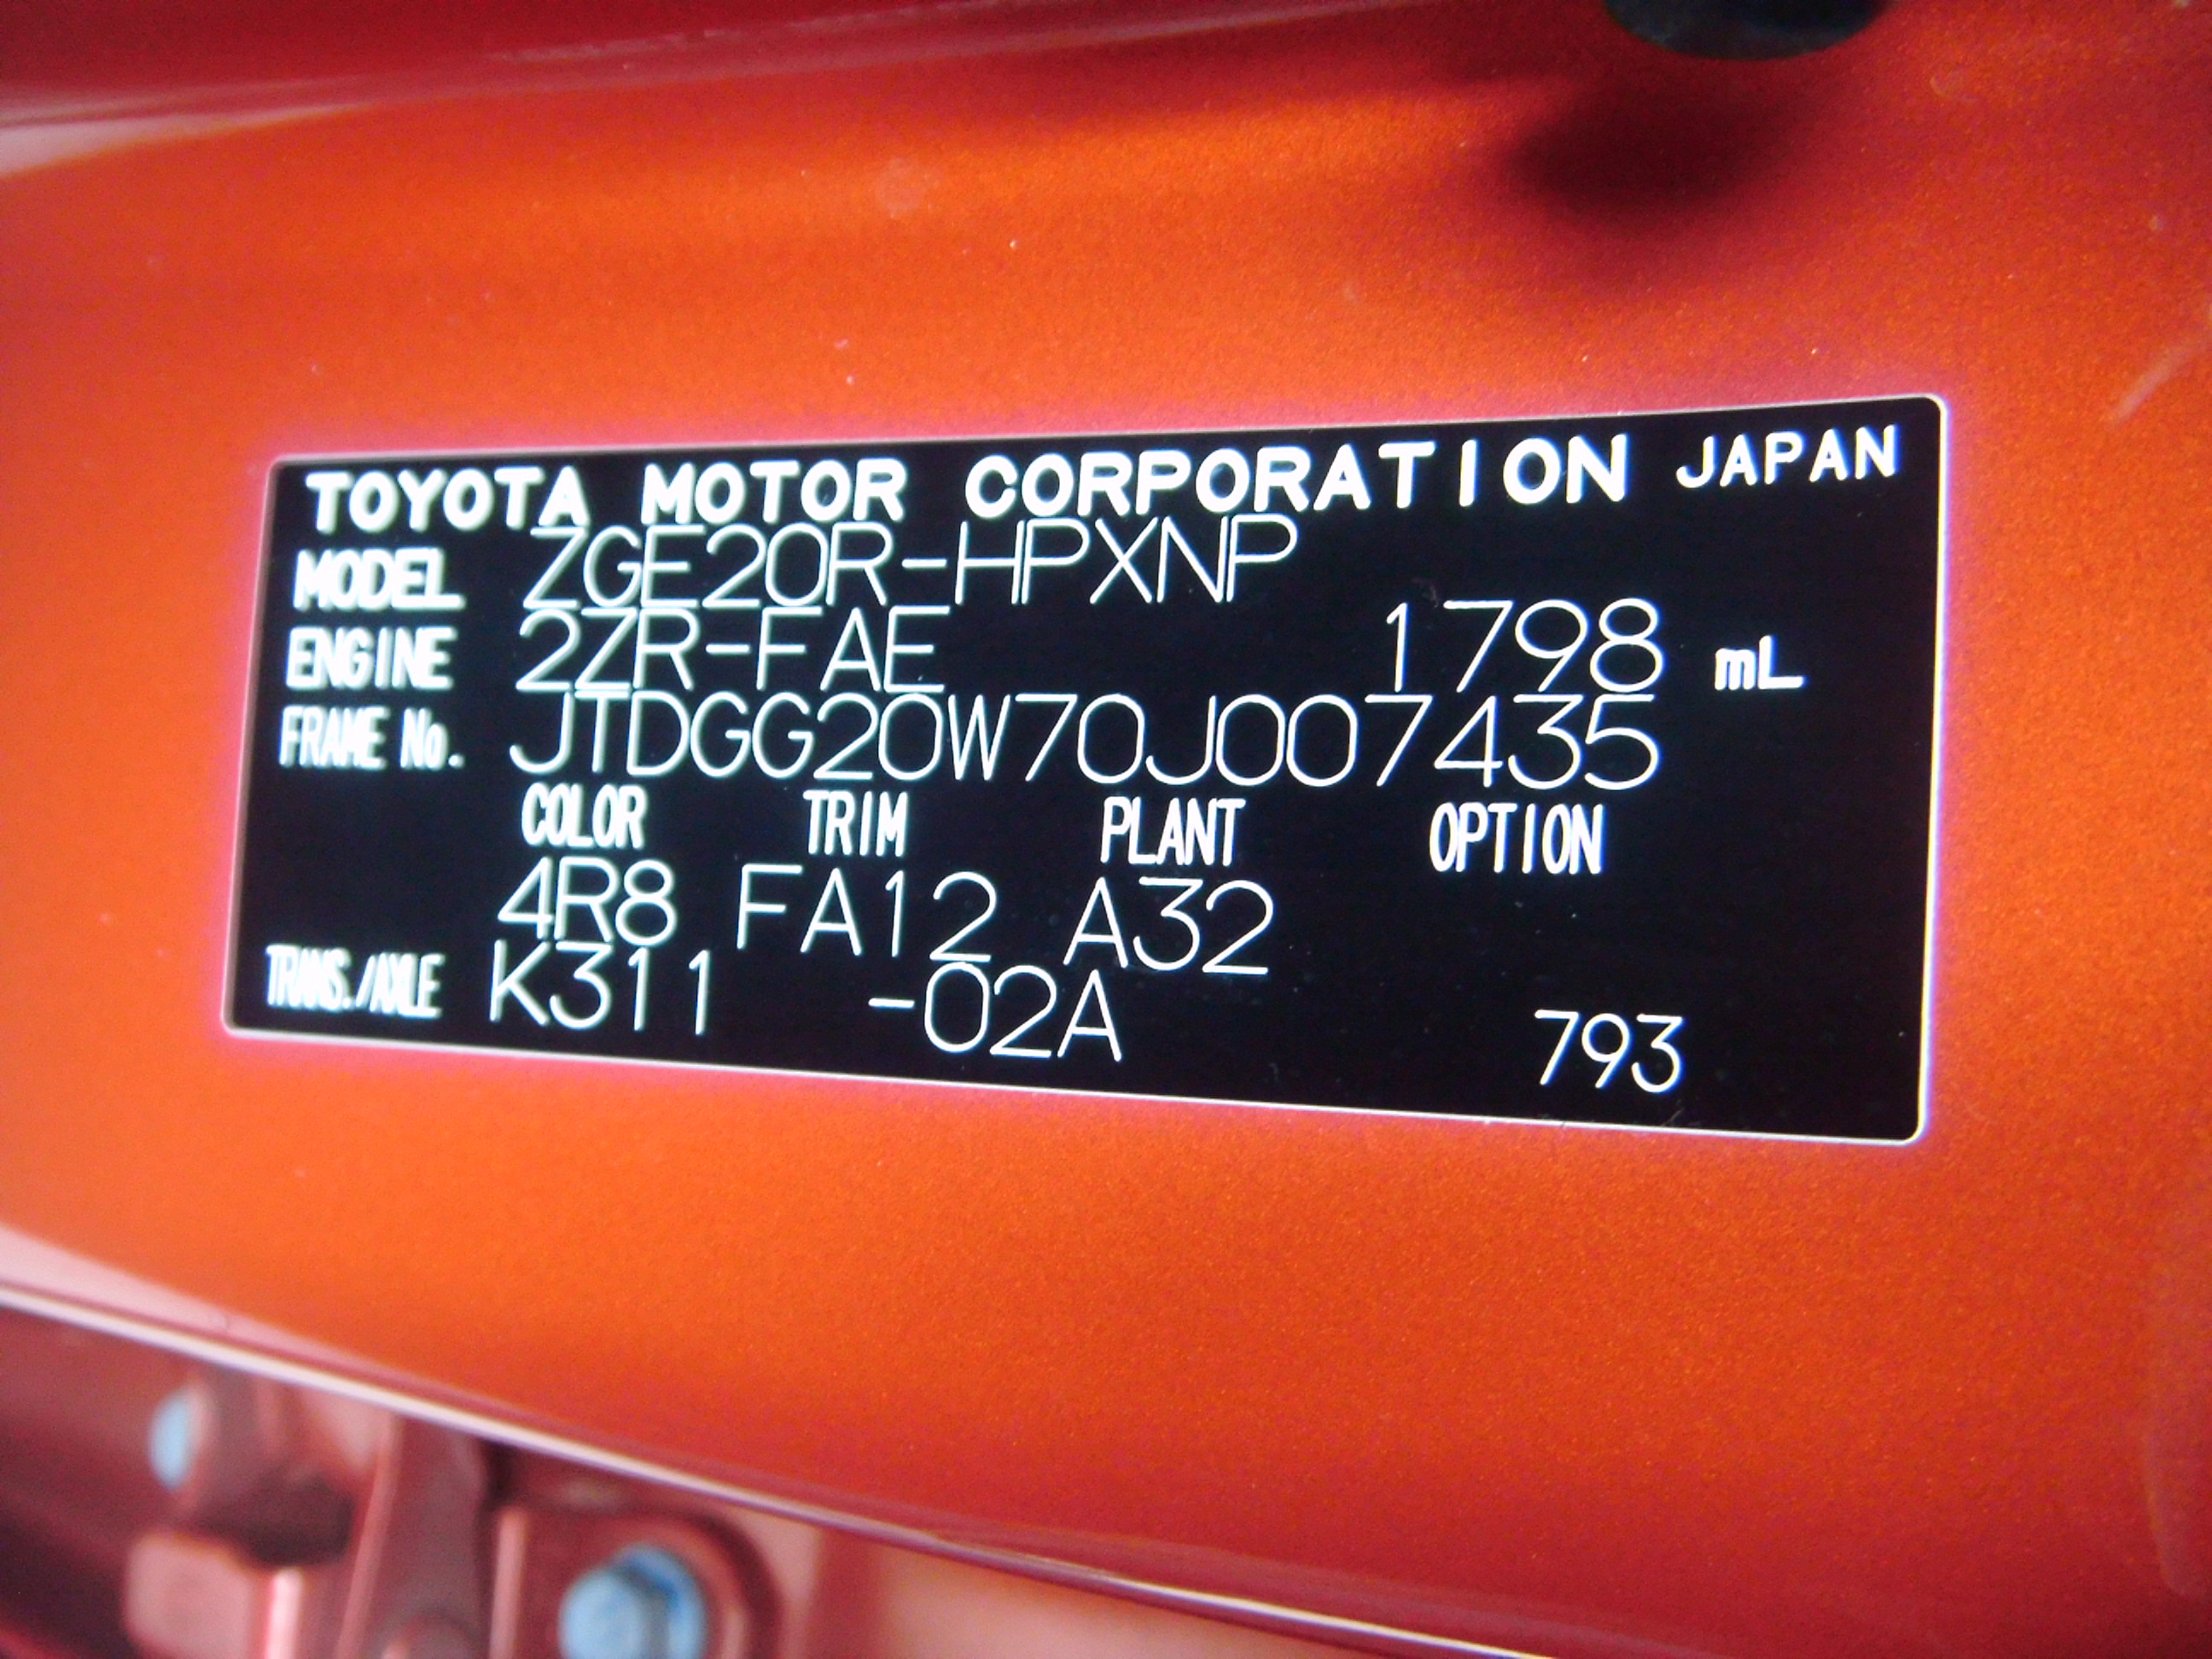 TOYOTA MOTOR CORPORATION JAPAN
MODEL ZGE20R-HPXNP
ENGINE 2ZR-FAE 1798 mL
FRAME No. JTDGG20W70J007435
COLOR TRIM PLANT OPTION
4R8 FA12 A32
TRANS./AXLE K311 -02A 793